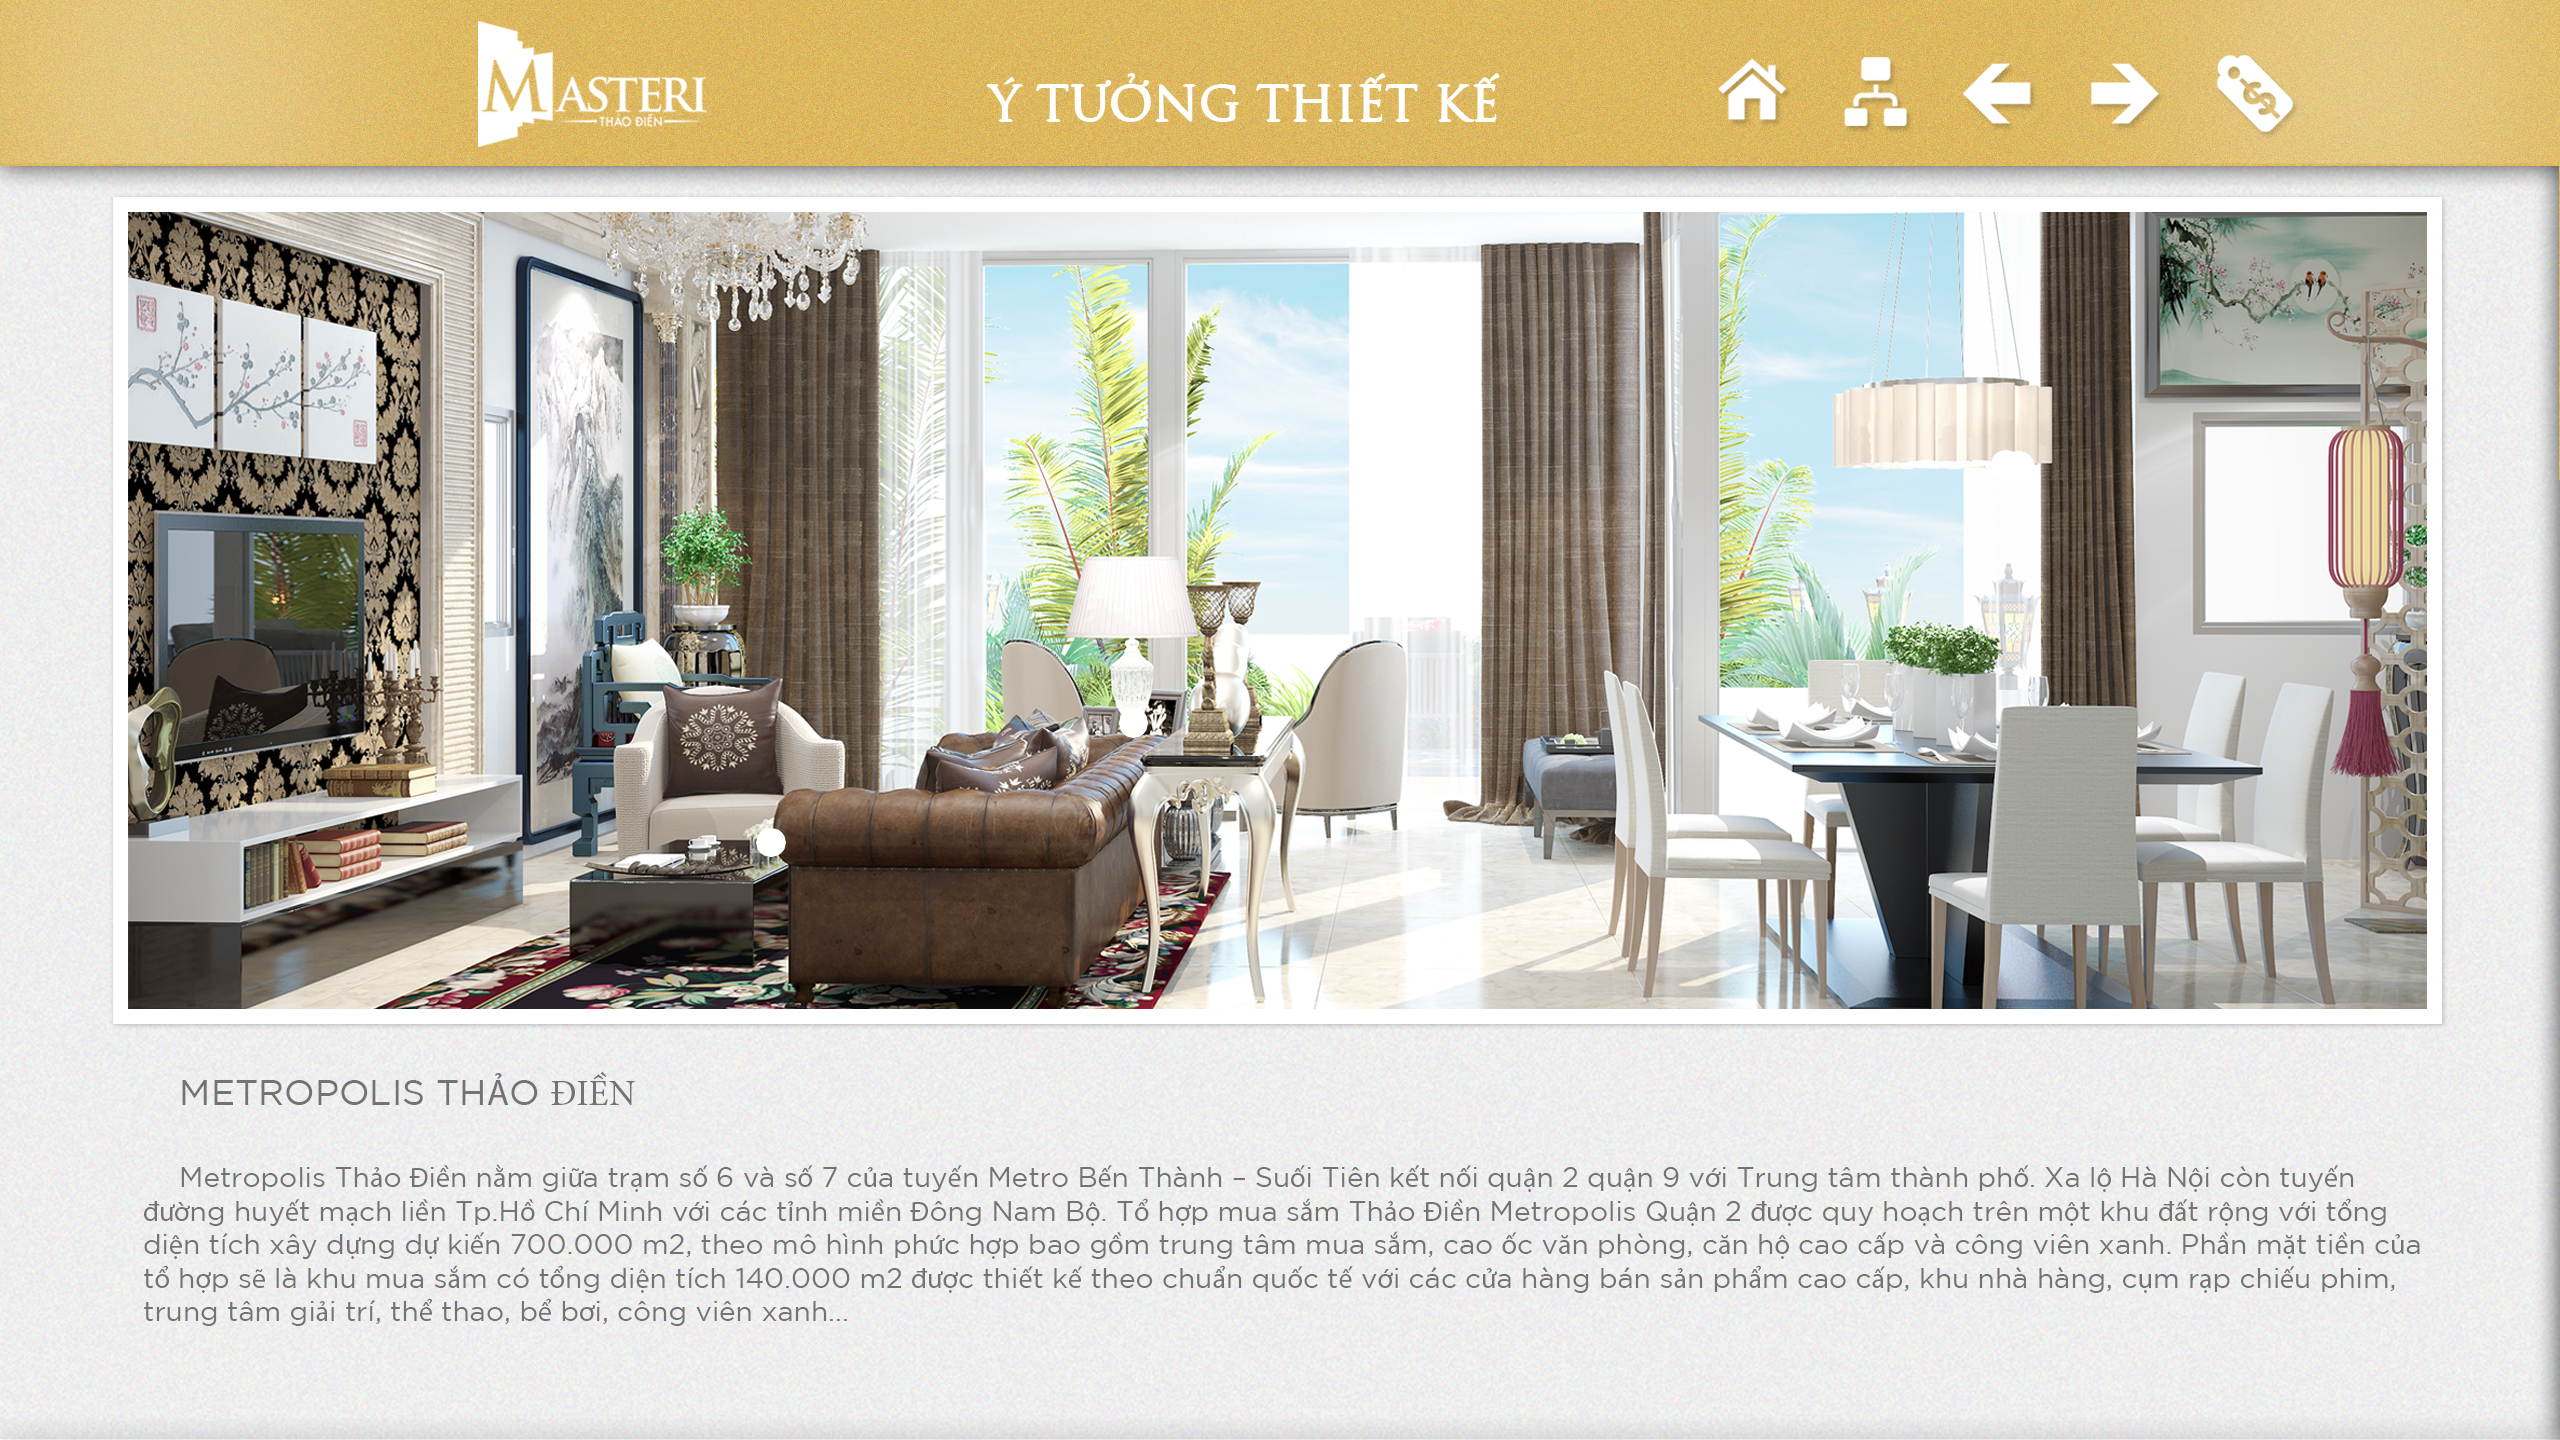 MASTERI
THẢO ĐIỀN
Ý TƯỞNG THIẾT KẾ
METROPOLIS THẢO ĐIỀN
Metropolis Thảo Điền nằm giữa trạm số 6 và số 7 của tuyến Metro Bến Thành – Suối Tiên kết nối quận 2 quận 9 với Trung tâm thành phố. Xa lộ Hà Nội còn tuyến
đường huyết mạch liền Tp.Hồ Chí Minh với các tỉnh miền Đông Nam Bộ. Tổ hợp mua sắm Thảo Điền Metropolis Quận 2 được quy hoạch trên một khu đất rộng với tổng
diện tích xây dựng dự kiến 700.000 m2, theo mô hình phức hợp bao gồm trung tâm mua sắm, cao ốc văn phòng, căn hộ cao cấp và công viên xanh. Phần mặt tiền của
tổ hợp sẽ là khu mua sắm có tổng diện tích 140.000 m2 được thiết kế theo chuẩn quốc tế với các cửa hàng bán sản phẩm cao cấp, khu nhà hàng, cụm rạp chiếu phim,
trung tâm giải trí, thể thao, bể bơi, công viên xanh...